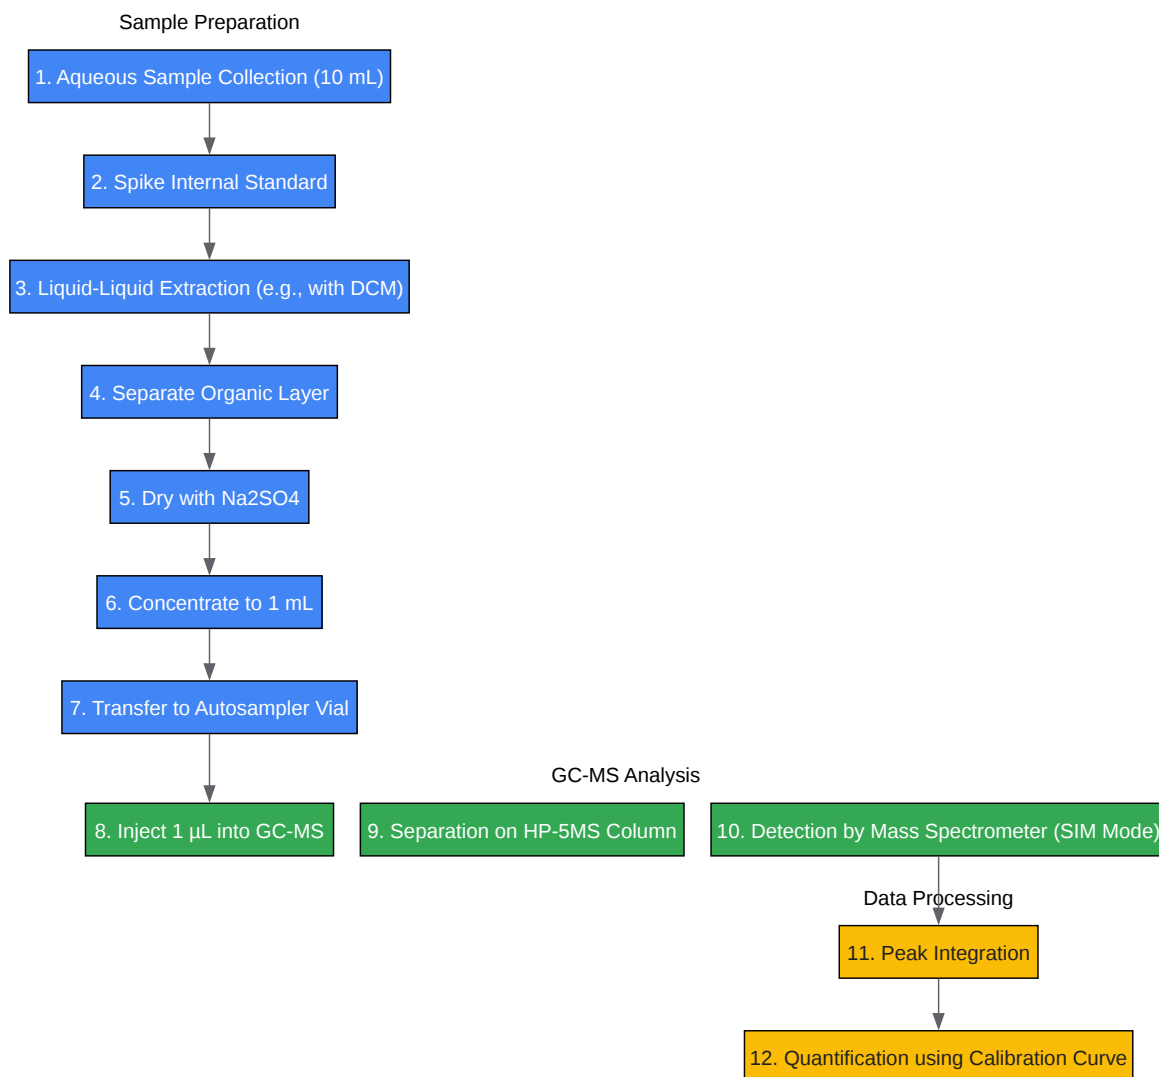 Sample Preparation
1. Aqueous Sample Collection (10 mL)
2. Spike Internal Standard
3. Liquid-Liquid Extraction (e.g., with DCM)
4. Separate Organic Layer
5. Dry with Na2SO4
6. Concentrate to 1 mL
7. Transfer to Autosampler Vial
GC-MS Analysis
8. Inject 1 µL into GC-MS
9. Separation on HP-5MS Column
10. Detection by Mass Spectrometer (SIM Mode)
Data Processing
11. Peak Integration
12. Quantification using Calibration Curve